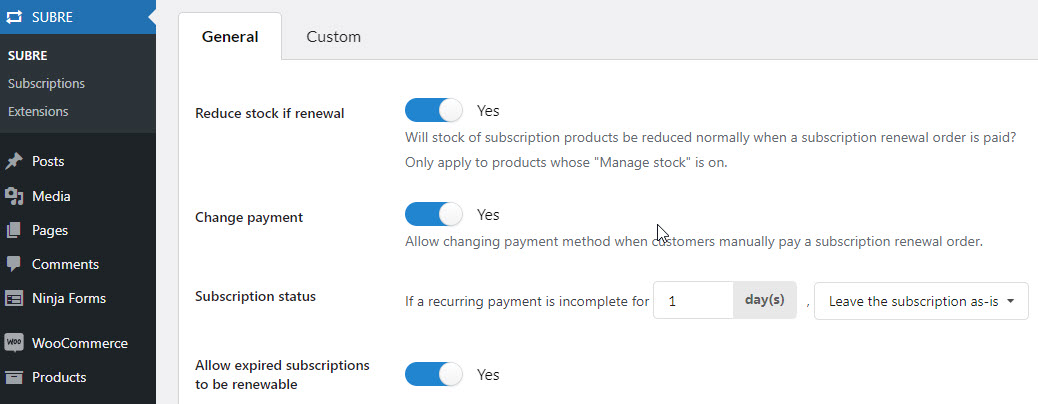 SUBRE
SUBRE
Subscriptions
Extensions
Posts
Media
Pages
Comments
Ninja Forms
WOO WooCommerce
Products
General Custom
Reduce stock if renewal Yes
Will stock of subscription products be reduced normally when a subscription renewal order is paid?
Only apply to products whose "Manage stock" is on.
Change payment Yes
Allow changing payment method when customers manually pay a subscription renewal order.
Subscription status If a recurring payment is incomplete for 1 day(s) , Leave the subscription as-is
Allow expired subscriptions
to be renewable Yes